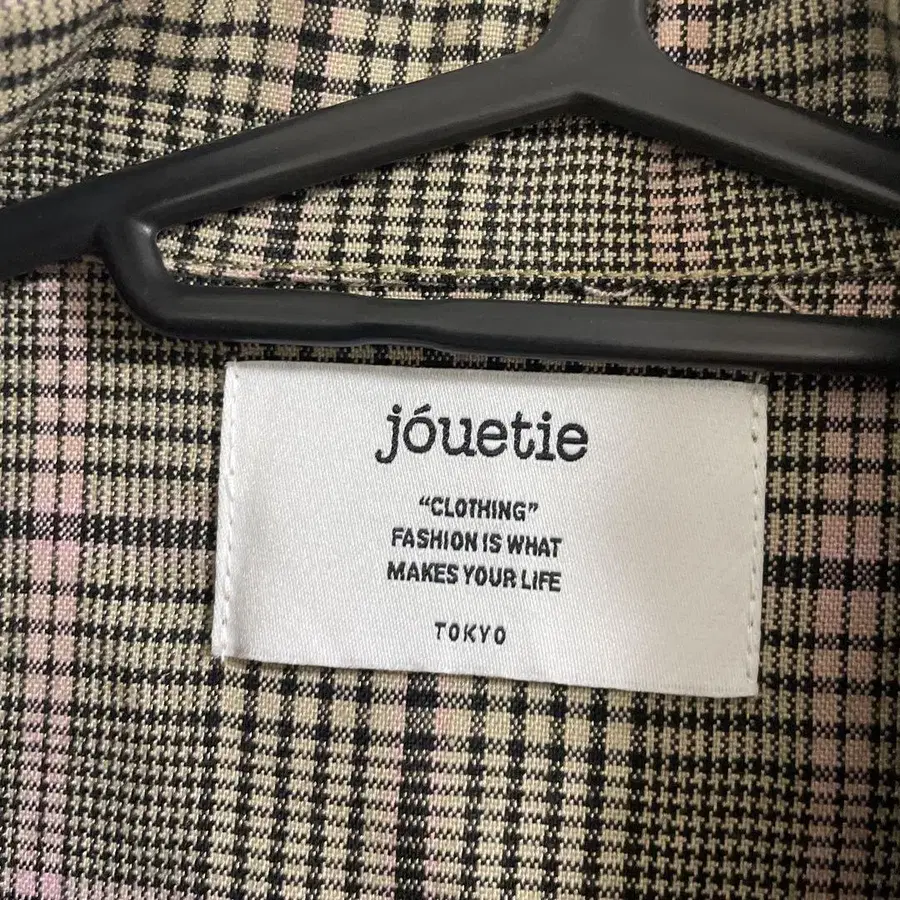 jóuetie
“CLOTHING”
FASHION IS WHAT
MAKES YOUR LIFE
TOKYO